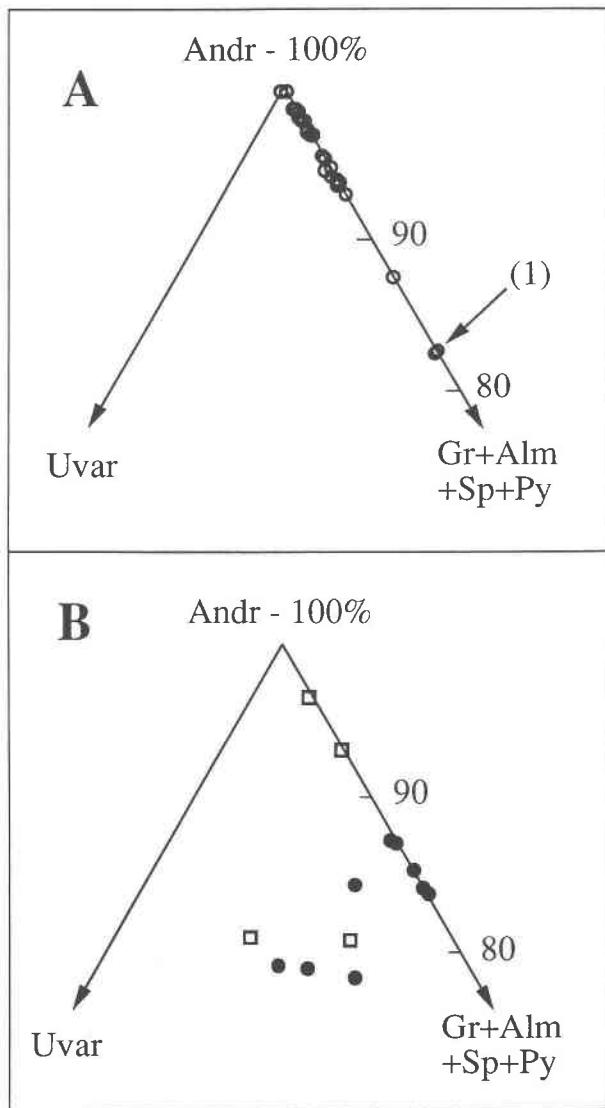 A
Andr - 100%
90
(1)
80
Uvar
Gr+Alm
+Sp+Py
B
Andr - 100%
90
80
Uvar
Gr+Alm
+Sp+Py